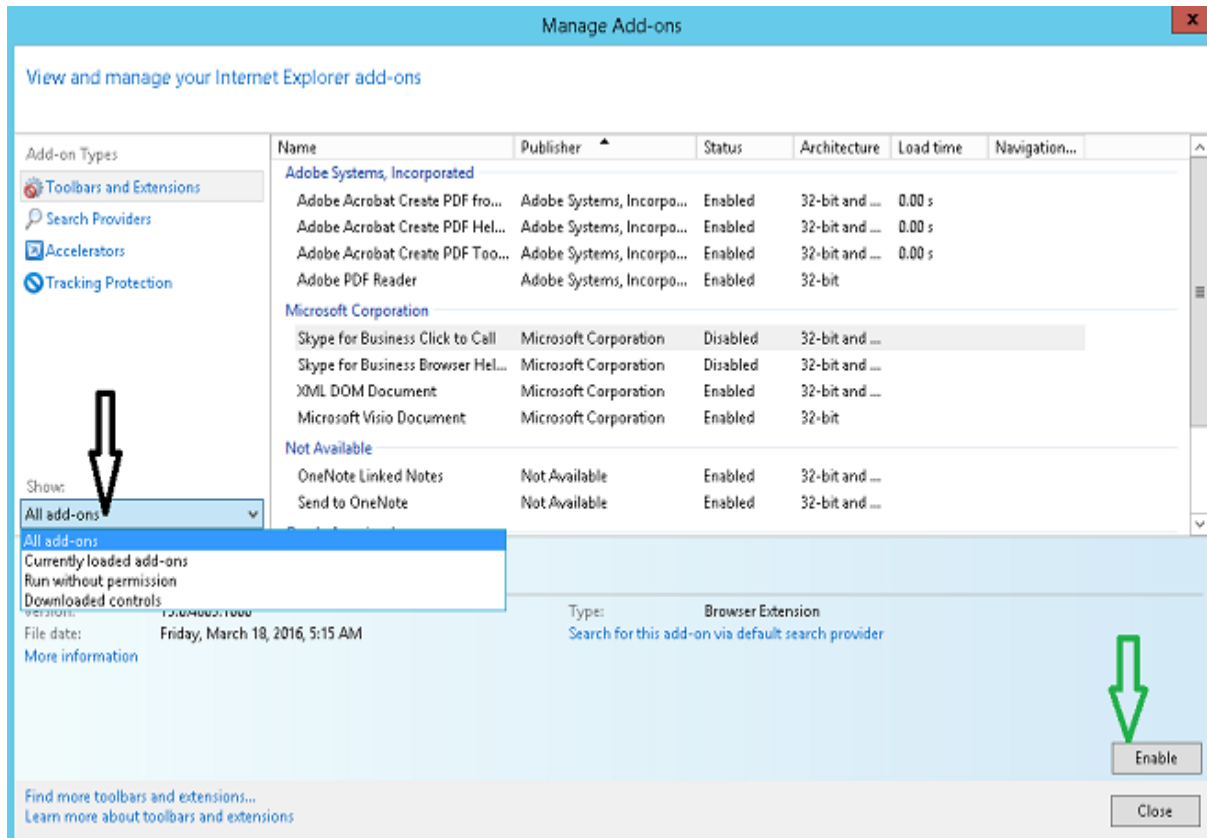 Manage Add-ons
x
View and manage your Internet Explorer add-ons
Add-on Types
Toolbars and Extensions
Search Providers
Accelerators
Tracking Protection
Name Publisher Status Architecture Load time Navigation...
Adobe Systems, Incorporated
Adobe Acrobat Create PDF fro... Adobe Systems, Incorpo... Enabled 32-bit and ... 0.00 s
Adobe Acrobat Create PDF Hel... Adobe Systems, Incorpo... Enabled 32-bit and ... 0.00 s
Adobe Acrobat Create PDF Too... Adobe Systems, Incorpo... Enabled 32-bit and ... 0.00 s
Adobe PDF Reader Adobe Systems, Incorpo... Enabled 32-bit
Microsoft Corporation
Skype for Business Click to Call Microsoft Corporation Disabled 32-bit and ...
Skype for Business Browser Hel... Microsoft Corporation Disabled 32-bit and ...
XML DOM Document Microsoft Corporation Enabled 32-bit and ...
Microsoft Visio Document Microsoft Corporation Enabled 32-bit
Not Available
OneNote Linked Notes Not Available Enabled 32-bit and ...
Send to OneNote Not Available Enabled 32-bit and ...
Show:
All add-ons
All add-ons
Currently loaded add-ons
Run without permission
Downloaded controls
Version:
Type: Browser Extension
File date: Friday, March 18, 2016, 5:15 AM
Search for this add-on via default search provider
More information
Enable
Find more toolbars and extensions...
Learn more about toolbars and extensions
Close